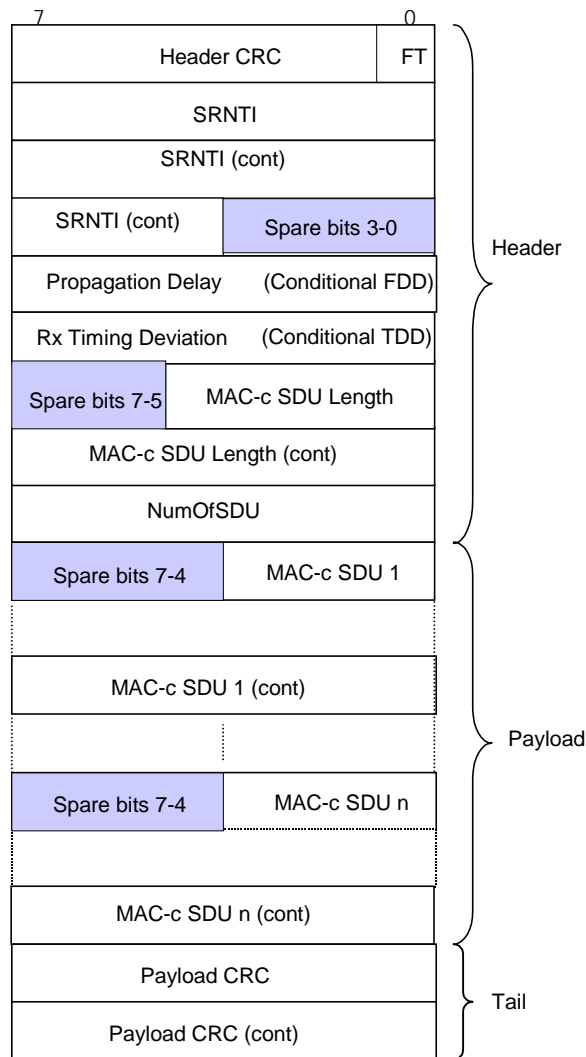 7 0
Header CRC FT
SRNTI
SRNTI (cont)
SRNTI (cont) Spare bits 3-0
Propagation Delay (Conditional FDD)
Rx Timing Deviation (Conditional TDD)
Spare bits 7-5 MAC-c SDU Length
MAC-c SDU Length (cont)
NumOfSDU
Header
Spare bits 7-4 MAC-c SDU 1
MAC-c SDU 1 (cont)
Spare bits 7-4 MAC-c SDU n
MAC-c SDU n (cont)
Payload
Payload CRC
Payload CRC (cont)
Tail